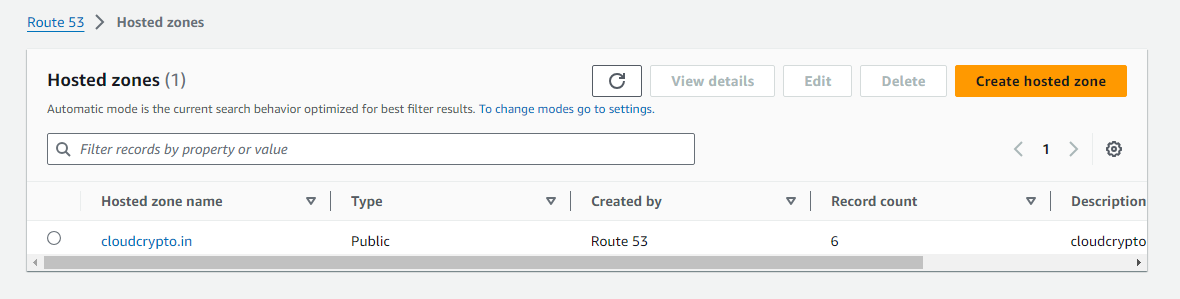 Route 53 > Hosted zones
Hosted zones (1)
View details
Edit
Delete
Create hosted zone
Automatic mode is the current search behavior optimized for best filter results. To change modes go to settings.
Filter records by property or value
1
Hosted zone name Type Created by Record count Description
cloudcrypto.in Public Route 53 6 cloudcrypto